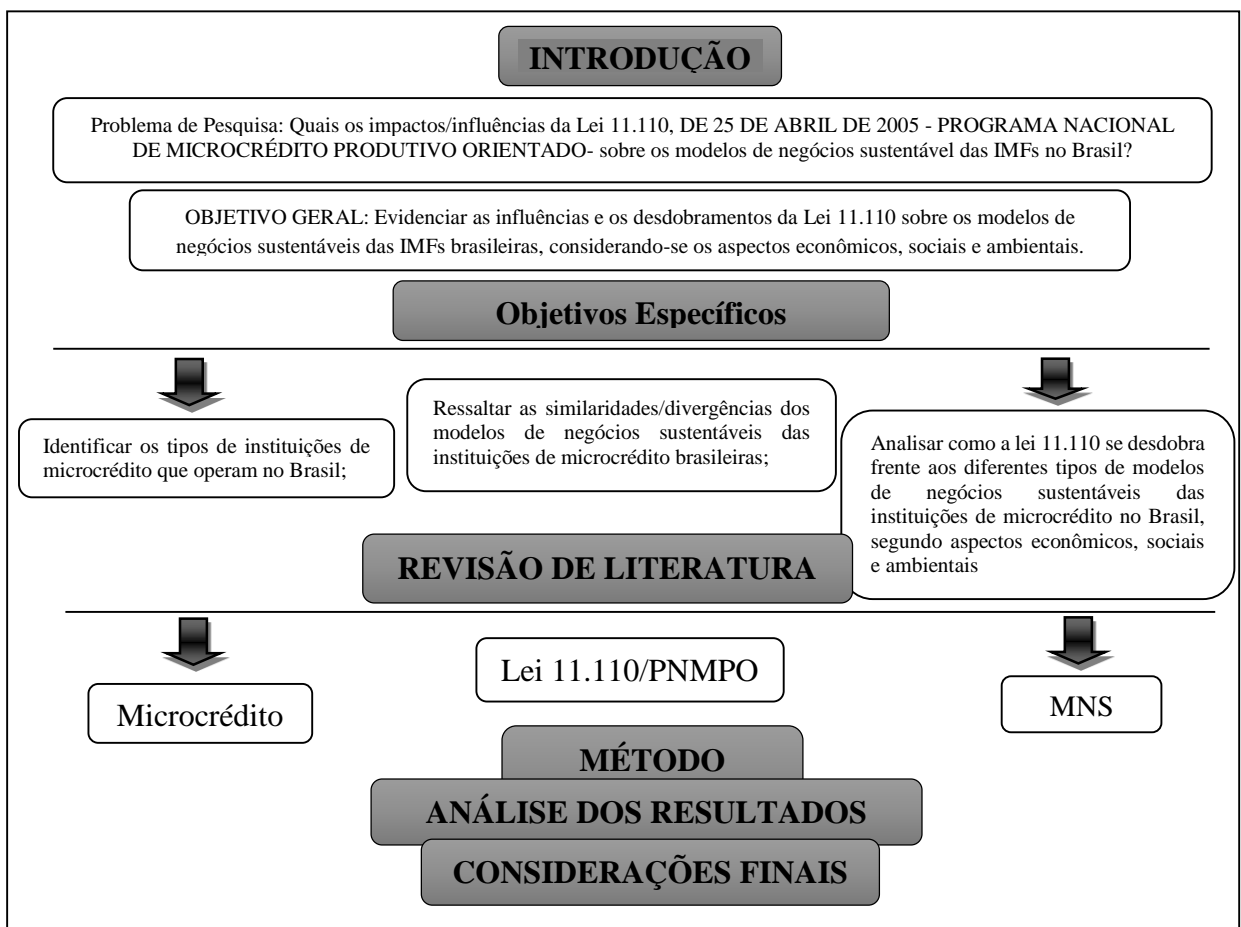 INTRODUÇÃO
Problema de Pesquisa: Quais os impactos/influências da Lei 11.110, DE 25 DE ABRIL DE 2005 - PROGRAMA NACIONAL
DE MICROCRÉDITO PRODUTIVO ORIENTADO- sobre os modelos de negócios sustentável das IMFs no Brasil?
OBJETIVO GERAL: Evidenciar as influências e os desdobramentos da Lei 11.110 sobre os modelos de
negócios sustentáveis das IMFs brasileiras, considerando-se os aspectos econômicos, sociais e ambientais.
Objetivos Específicos
Identificar os tipos de instituições de
microcrédito que operam no Brasil;
Ressaltar as similaridades/divergências dos
modelos de negócios sustentáveis das
instituições de microcrédito brasileiras;
Analisar como a lei 11.110 se desdobra
frente aos diferentes tipos de modelos
de negócios sustentáveis das
instituições de microcrédito no Brasil,
segundo aspectos econômicos, sociais
e ambientais
REVISÃO DE LITERATURA
Microcrédito
Lei 11.110/PNMPO
MNS
MÉTODO
ANÁLISE DOS RESULTADOS
CONSIDERAÇÕES FINAIS